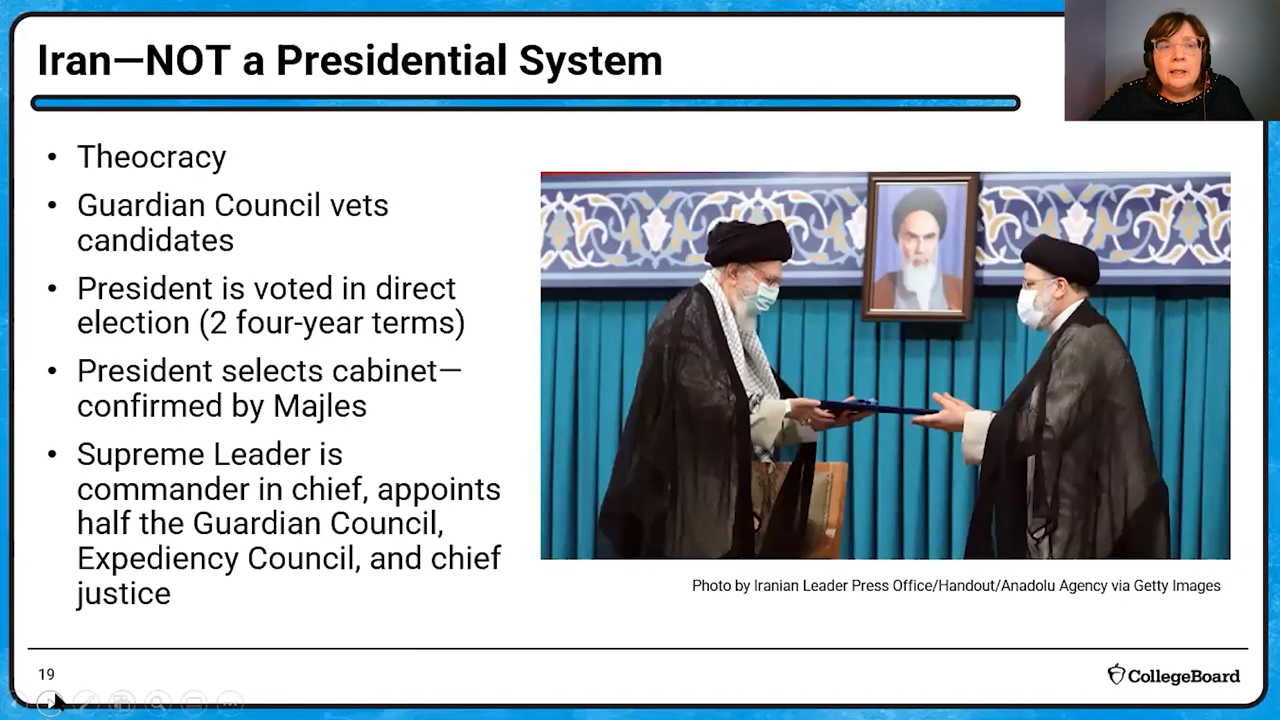 Iran—NOT a Presidential System
• Theocracy
• Guardian Council vets
candidates
• President is voted in direct
election (2 four-year terms)
• President selects cabinet—
confirmed by Majles
• Supreme Leader is
commander in chief, appoints
half the Guardian Council,
Expediency Council, and chief
justice
Photo by Iranian Leader Press Office/Handout/Anadolu Agency via Getty Images
19
CollegeBoard